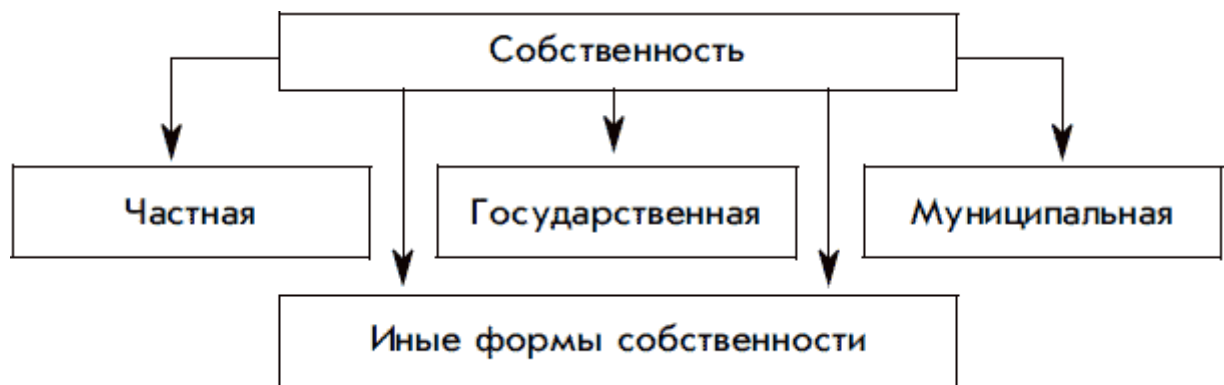 Собственность
Частная
Государственная
Муниципальная
Иные формы собственности